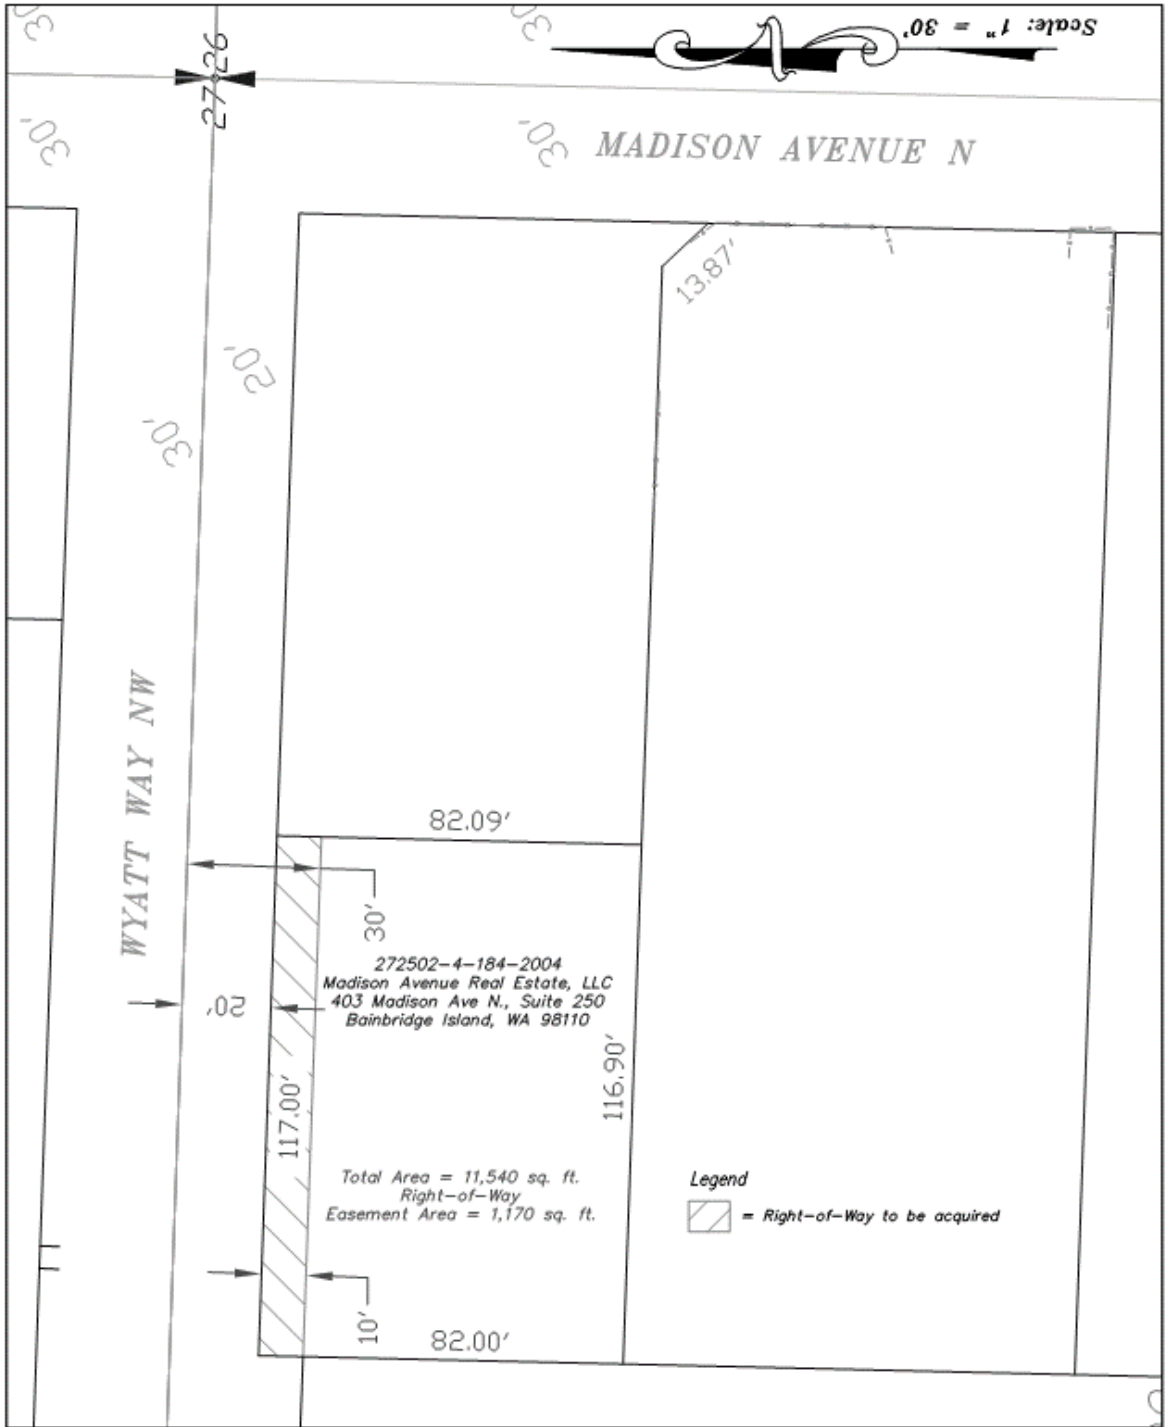 30'
30'
Scale: 1" = 30'
27 26
30'
30'
MADISON AVENUE N
13.87'
20'
30'
WYATT WAY NW
82.09'
30'
272502-4-184-2004
Madison Avenue Real Estate, LLC
403 Madison Ave N., Suite 250
Bainbridge Island, WA 98110
20'
116.90'
117.00'
Total Area = 11,540 sq. ft.
Right-of-Way
Easement Area = 1,170 sq. ft.
Legend
= Right-of-Way to be acquired
10'
82.00'